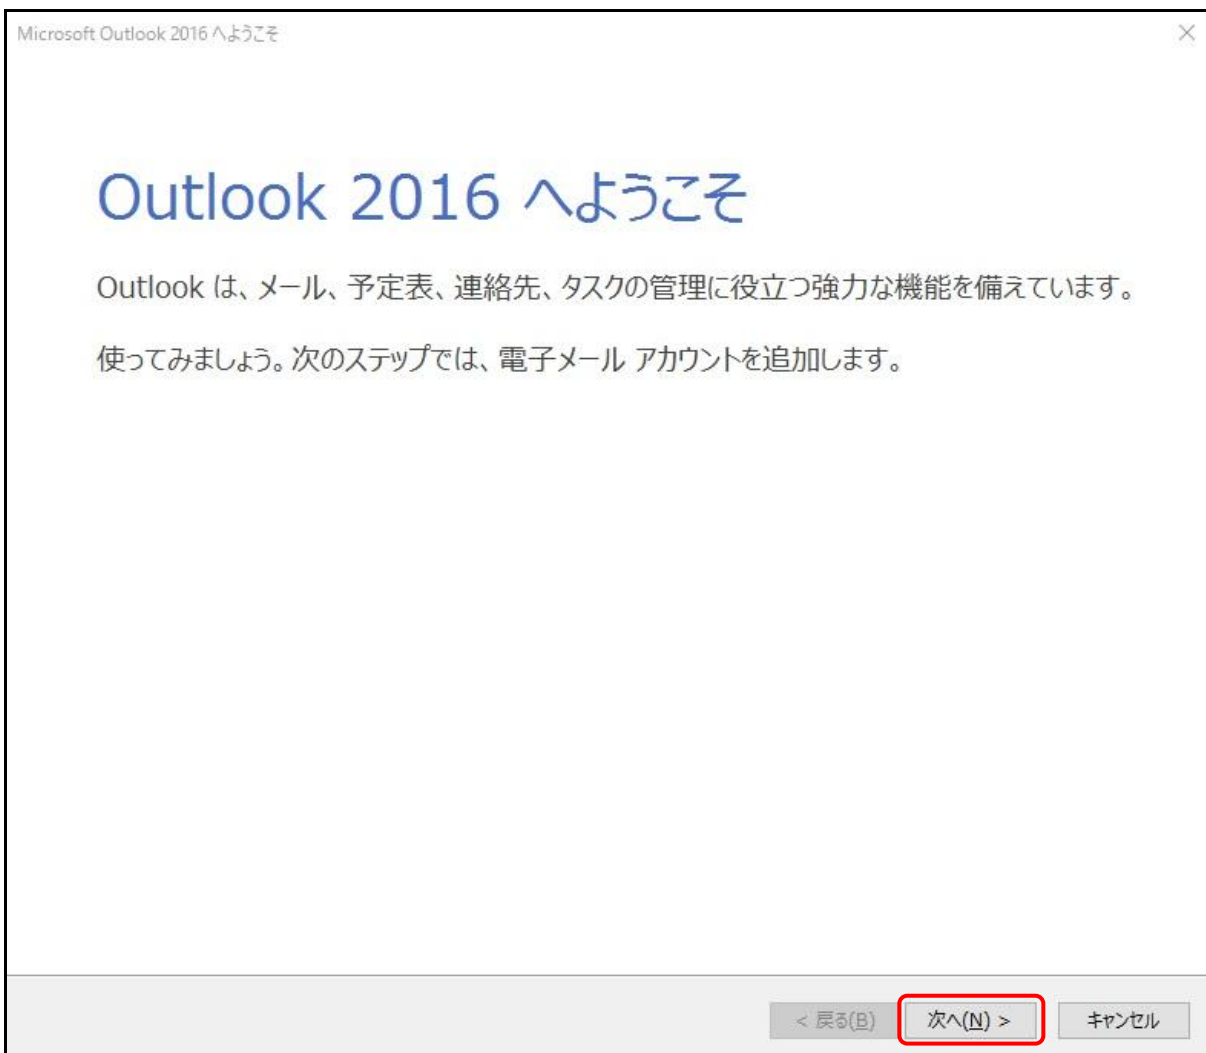 Microsoft Outlook 2016 へようこそ
Outlook 2016 へようこそ
Outlook は、メール、予定表、連絡先、タスクの管理に役立つ強力な機能を備えています。
使ってみましょう。次のステップでは、電子メール アカウントを追加します。
< 戻る(B) 次へ(N) > キャンセル